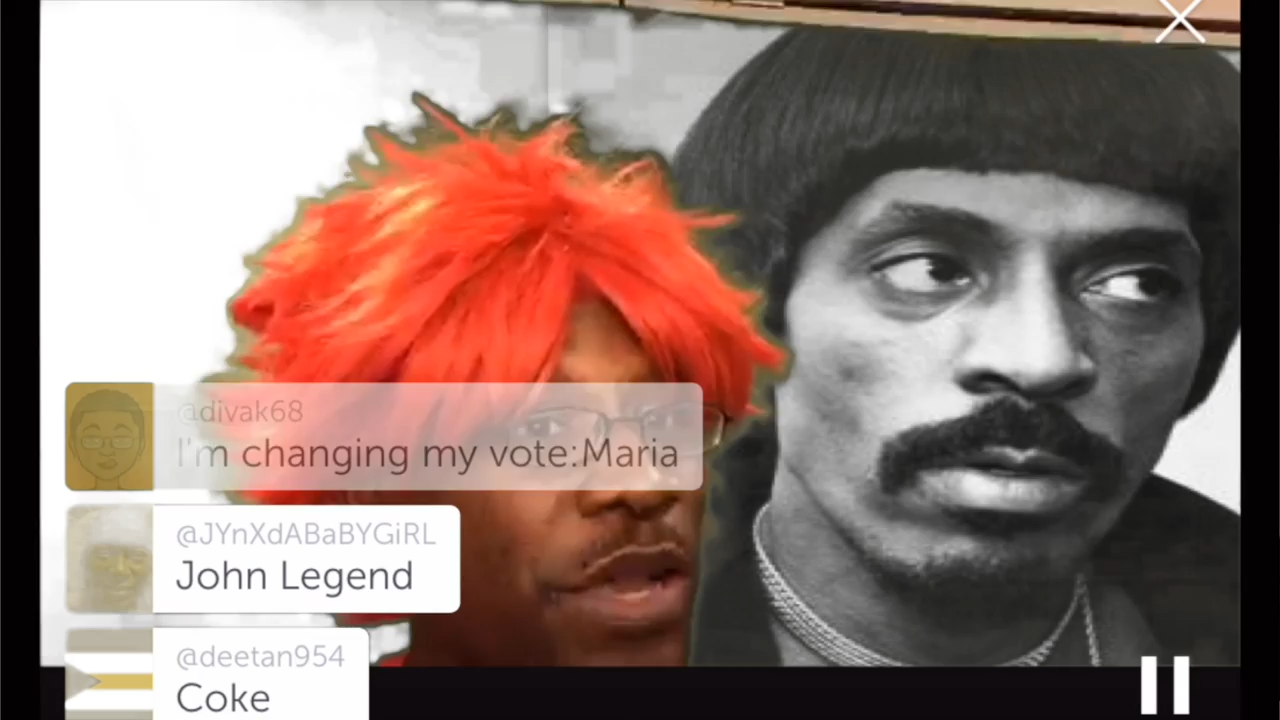 @divak68
I'm changing my vote:Maria
@JYnXdABaBYGiRL
John Legend
@deetan954
Coke